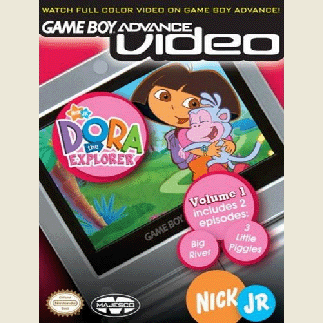 WATCH FULL COLOR VIDEO ON GAME BOY ADVANCE!
GAME BOY ADVANCE
video
DORA
the
EXPLORER
Volume 1
includes 2
episodes:
Big
River
3
Little
Piggies
GAME BOY
MAJESCO
NICK JR